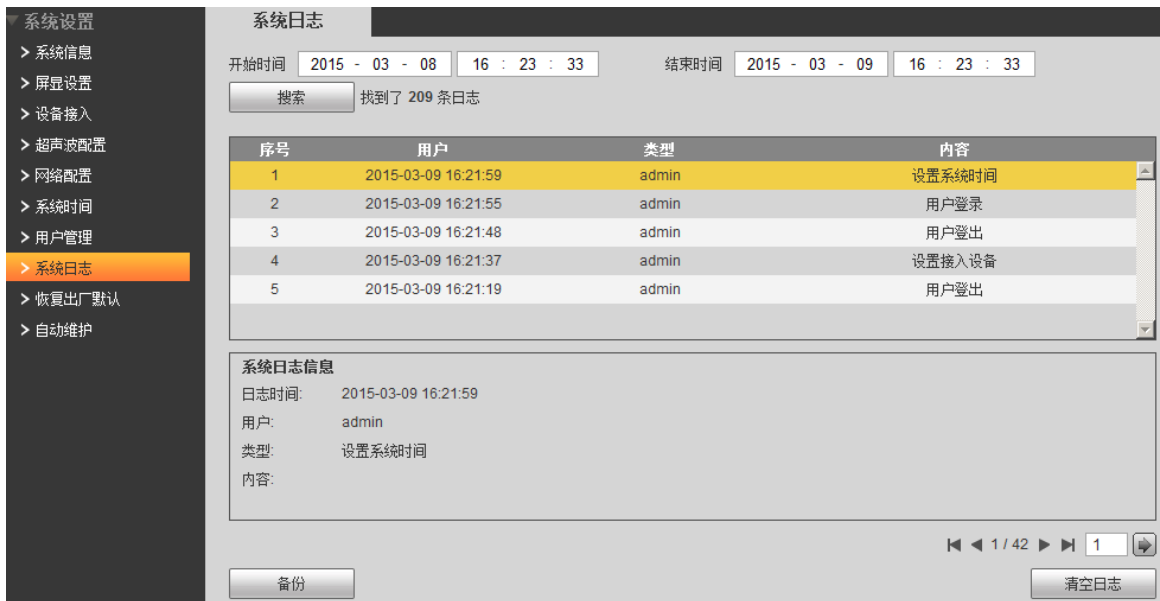 系统设置
系统信息
屏显设置
设备接入
超声波配置
网络配置
系统时间
用户管理
系统日志
恢复出厂默认
自动维护
系统日志
开始时间 2015 - 03 - 08 16 : 23 : 33 结束时间 2015 - 03 - 09 16 : 23 : 33
搜索 找到了 209 条日志
序号 用户 类型 内容
1 2015-03-09 16:21:59 admin 设置系统时间
2 2015-03-09 16:21:55 admin 用户登录
3 2015-03-09 16:21:48 admin 用户登出
4 2015-03-09 16:21:37 admin 设置接入设备
5 2015-03-09 16:21:19 admin 用户登出
系统日志信息
日志时间: 2015-03-09 16:21:59
用户: admin
类型: 设置系统时间
内容:
1 / 42 1
备份 清空日志